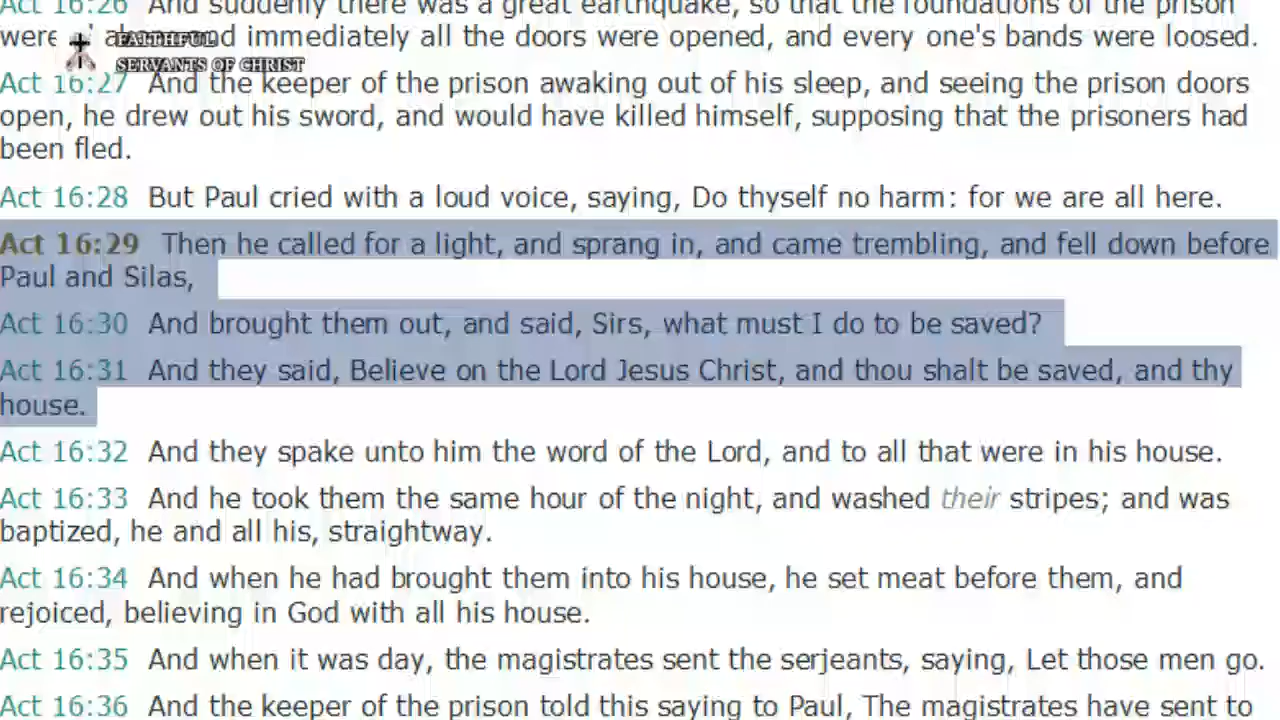 Act 16:26 And suddenly there was a great earthquake, so that the foundations of the prison
were and immediately all the doors were opened, and every one's bands were loosed.
FAITHFUL
SERVANTS OF CHRIST
Act 16:27 And the keeper of the prison awaking out of his sleep, and seeing the prison doors
open, he drew out his sword, and would have killed himself, supposing that the prisoners had
been fled.
Act 16:28 But Paul cried with a loud voice, saying, Do thyself no harm: for we are all here.
Act 16:29 Then he called for a light, and sprang in, and came trembling, and fell down before
Paul and Silas,
Act 16:30 And brought them out, and said, Sirs, what must I do to be saved?
Act 16:31 And they said, Believe on the Lord Jesus Christ, and thou shalt be saved, and thy
house.
Act 16:32 And they spake unto him the word of the Lord, and to all that were in his house.
Act 16:33 And he took them the same hour of the night, and washed their stripes; and was
baptized, he and all his, straightway.
Act 16:34 And when he had brought them into his house, he set meat before them, and
rejoiced, believing in God with all his house.
Act 16:35 And when it was day, the magistrates sent the serjeants, saying, Let those men go.
Act 16:36 And the keeper of the prison told this saying to Paul, The magistrates have sent to